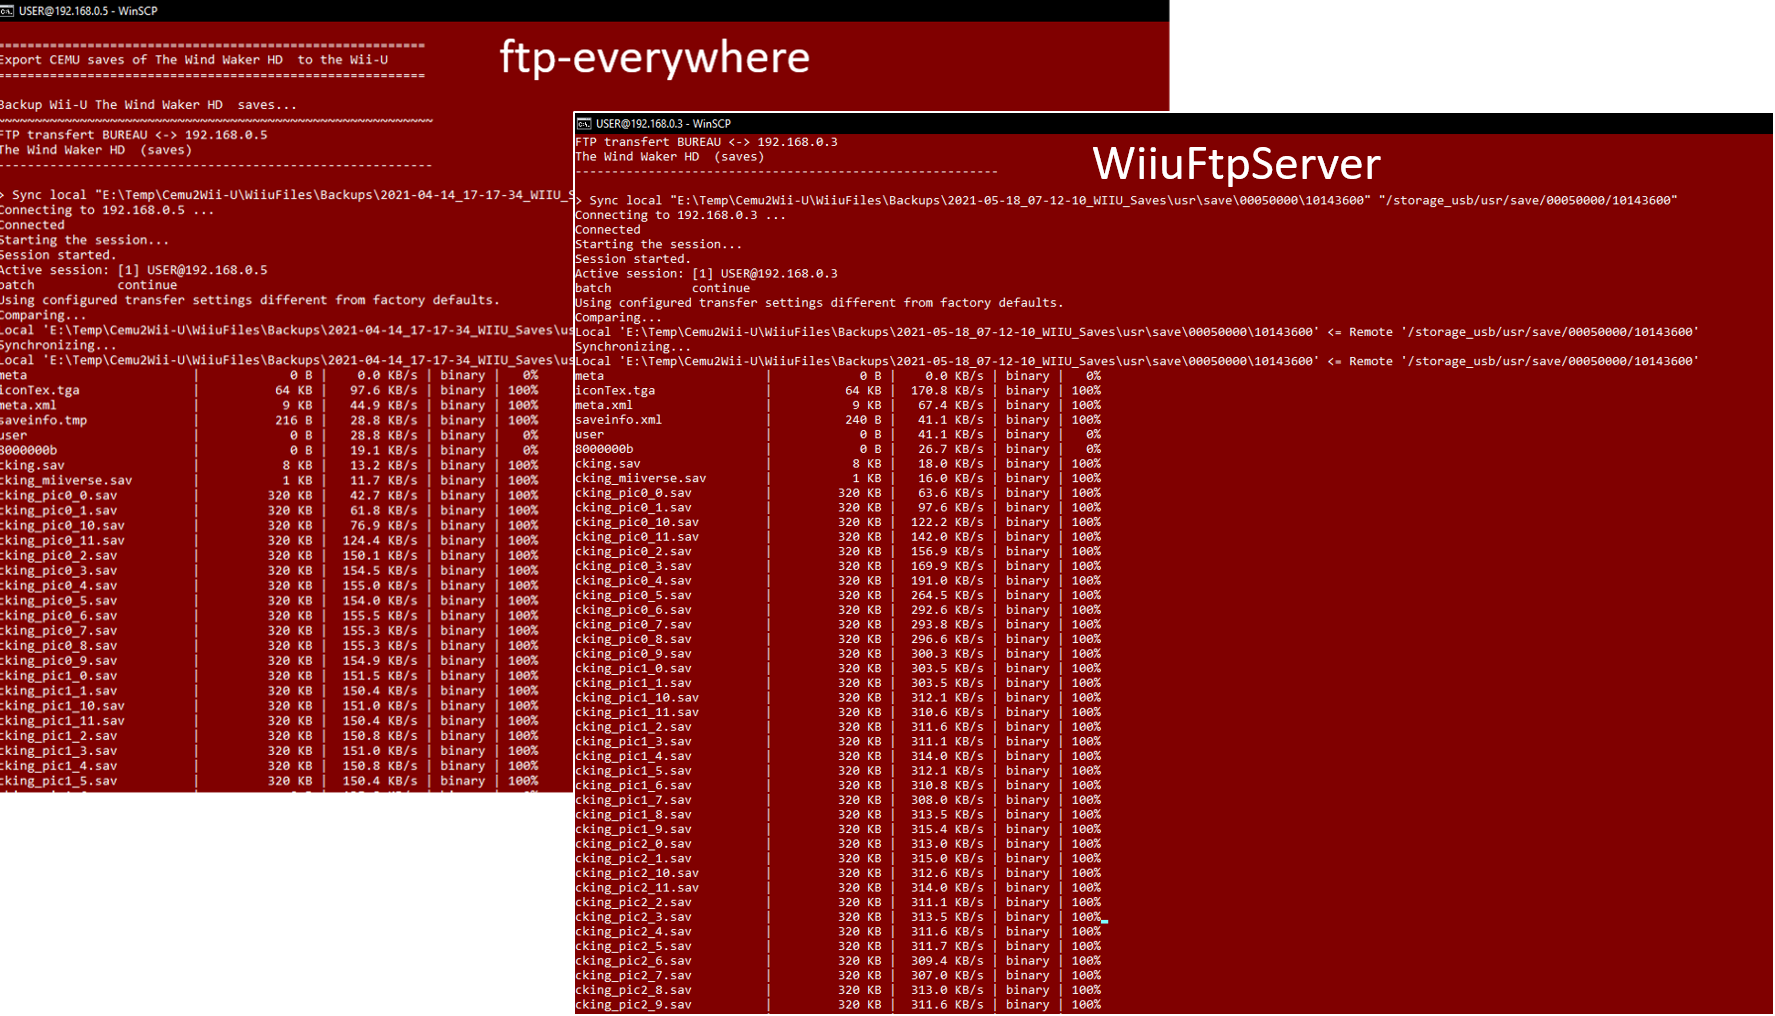 USER@192.168.0.5 - WinSCP
ftp-everywhere
==========================================================
Export CEMU saves of The Wind Waker HD  to the Wii-U
==========================================================
Backup Wii-U The Wind Waker HD  saves...
~~~~~~~~~~~~~~~~~~~~~~~~~~~~~~~~~~~~~~~~~~~~~~~~~~~~~~~~~~~
FTP transfert BUREAU <-> 192.168.0.5
The Wind Waker HD  (saves)
-----------------------------------------------------------
> Sync local "E:\Temp\Cemu2Wii-U\WiiuFiles\Backups\2021-04-14_17-17-34_WIIU_S
Connecting to 192.168.0.5 ...
Connected
Starting the session...
Session started.
Active session: [1] USER@192.168.0.5
batch           continue
Using configured transfer settings different from factory defaults.
Comparing...
Local 'E:\Temp\Cemu2Wii-U\WiiuFiles\Backups\2021-04-14_17-17-34_WIIU_Saves\us
Synchronizing...
Local 'E:\Temp\Cemu2Wii-U\WiiuFiles\Backups\2021-04-14_17-17-34_WIIU_Saves\us
meta | 0 B | 0.0 KB/s | binary | 0%
iconTex.tga | 64 KB | 97.6 KB/s | binary | 100%
meta.xml | 9 KB | 44.9 KB/s | binary | 100%
saveinfo.tmp | 216 B | 28.8 KB/s | binary | 100%
user | 0 B | 28.8 KB/s | binary | 0%
8000000b | 0 B | 19.1 KB/s | binary | 0%
cking.sav | 8 KB | 13.2 KB/s | binary | 100%
cking_miiverse.sav | 1 KB | 11.7 KB/s | binary | 100%
cking_pic0_0.sav | 320 KB | 42.7 KB/s | binary | 100%
cking_pic0_1.sav | 320 KB | 61.8 KB/s | binary | 100%
cking_pic0_10.sav | 320 KB | 76.9 KB/s | binary | 100%
cking_pic0_11.sav | 320 KB | 124.4 KB/s | binary | 100%
cking_pic0_2.sav | 320 KB | 150.1 KB/s | binary | 100%
cking_pic0_3.sav | 320 KB | 154.5 KB/s | binary | 100%
cking_pic0_4.sav | 320 KB | 155.0 KB/s | binary | 100%
cking_pic0_5.sav | 320 KB | 154.0 KB/s | binary | 100%
cking_pic0_6.sav | 320 KB | 155.5 KB/s | binary | 100%
cking_pic0_7.sav | 320 KB | 155.3 KB/s | binary | 100%
cking_pic0_8.sav | 320 KB | 155.3 KB/s | binary | 100%
cking_pic0_9.sav | 320 KB | 154.9 KB/s | binary | 100%
cking_pic1_0.sav | 320 KB | 151.5 KB/s | binary | 100%
cking_pic1_1.sav | 320 KB | 150.4 KB/s | binary | 100%
cking_pic1_10.sav | 320 KB | 151.0 KB/s | binary | 100%
cking_pic1_11.sav | 320 KB | 150.4 KB/s | binary | 100%
cking_pic1_2.sav | 320 KB | 150.8 KB/s | binary | 100%
cking_pic1_3.sav | 320 KB | 151.0 KB/s | binary | 100%
cking_pic1_4.sav | 320 KB | 150.8 KB/s | binary | 100%
cking_pic1_5.sav | 320 KB | 150.4 KB/s | binary | 100%
USER@192.168.0.3 - WinSCP
WiiuFtpServer
FTP transfert BUREAU <-> 192.168.0.3
The Wind Waker HD  (saves)
----------------------------------------------------------
> Sync local "E:\Temp\Cemu2Wii-U\WiiuFiles\Backups\2021-05-18_07-12-10_WIIU_Saves\usr\save\00050000\10143600" "/storage_usb/usr/save/00050000/10143600"
Connecting to 192.168.0.3 ...
Connected
Starting the session...
Session started.
Active session: [1] USER@192.168.0.3
batch           continue
Using configured transfer settings different from factory defaults.
Comparing...
Local 'E:\Temp\Cemu2Wii-U\WiiuFiles\Backups\2021-05-18_07-12-10_WIIU_Saves\usr\save\00050000\10143600' <= Remote '/storage_usb/usr/save/00050000/10143600'
Synchronizing...
Local 'E:\Temp\Cemu2Wii-U\WiiuFiles\Backups\2021-05-18_07-12-10_WIIU_Saves\usr\save\00050000\10143600' <= Remote '/storage_usb/usr/save/00050000/10143600'
meta | 0 B | 0.0 KB/s | binary | 0%
iconTex.tga | 64 KB | 170.8 KB/s | binary | 100%
meta.xml | 9 KB | 67.4 KB/s | binary | 100%
saveinfo.xml | 240 B | 41.1 KB/s | binary | 100%
user | 0 B | 41.1 KB/s | binary | 0%
8000000b | 0 B | 26.7 KB/s | binary | 0%
cking.sav | 8 KB | 18.0 KB/s | binary | 100%
cking_miiverse.sav | 1 KB | 16.0 KB/s | binary | 100%
cking_pic0_0.sav | 320 KB | 63.6 KB/s | binary | 100%
cking_pic0_1.sav | 320 KB | 97.6 KB/s | binary | 100%
cking_pic0_10.sav | 320 KB | 122.2 KB/s | binary | 100%
cking_pic0_11.sav | 320 KB | 142.0 KB/s | binary | 100%
cking_pic0_2.sav | 320 KB | 156.9 KB/s | binary | 100%
cking_pic0_3.sav | 320 KB | 169.9 KB/s | binary | 100%
cking_pic0_4.sav | 320 KB | 191.0 KB/s | binary | 100%
cking_pic0_5.sav | 320 KB | 264.5 KB/s | binary | 100%
cking_pic0_6.sav | 320 KB | 292.6 KB/s | binary | 100%
cking_pic0_7.sav | 320 KB | 293.8 KB/s | binary | 100%
cking_pic0_8.sav | 320 KB | 296.6 KB/s | binary | 100%
cking_pic0_9.sav | 320 KB | 300.3 KB/s | binary | 100%
cking_pic1_0.sav | 320 KB | 303.5 KB/s | binary | 100%
cking_pic1_1.sav | 320 KB | 303.5 KB/s | binary | 100%
cking_pic1_10.sav | 320 KB | 312.1 KB/s | binary | 100%
cking_pic1_11.sav | 320 KB | 310.6 KB/s | binary | 100%
cking_pic1_2.sav | 320 KB | 311.6 KB/s | binary | 100%
cking_pic1_3.sav | 320 KB | 311.1 KB/s | binary | 100%
cking_pic1_4.sav | 320 KB | 314.0 KB/s | binary | 100%
cking_pic1_5.sav | 320 KB | 312.1 KB/s | binary | 100%
cking_pic1_6.sav | 320 KB | 310.8 KB/s | binary | 100%
cking_pic1_7.sav | 320 KB | 308.0 KB/s | binary | 100%
cking_pic1_8.sav | 320 KB | 313.5 KB/s | binary | 100%
cking_pic1_9.sav | 320 KB | 315.4 KB/s | binary | 100%
cking_pic2_0.sav | 320 KB | 313.0 KB/s | binary | 100%
cking_pic2_1.sav | 320 KB | 315.0 KB/s | binary | 100%
cking_pic2_10.sav | 320 KB | 312.6 KB/s | binary | 100%
cking_pic2_11.sav | 320 KB | 314.0 KB/s | binary | 100%
cking_pic2_2.sav | 320 KB | 311.1 KB/s | binary | 100%
cking_pic2_3.sav | 320 KB | 313.5 KB/s | binary | 100%
cking_pic2_4.sav | 320 KB | 311.6 KB/s | binary | 100%
cking_pic2_5.sav | 320 KB | 311.7 KB/s | binary | 100%
cking_pic2_6.sav | 320 KB | 309.4 KB/s | binary | 100%
cking_pic2_7.sav | 320 KB | 307.0 KB/s | binary | 100%
cking_pic2_8.sav | 320 KB | 313.0 KB/s | binary | 100%
cking_pic2_9.sav | 320 KB | 311.6 KB/s | binary | 100%